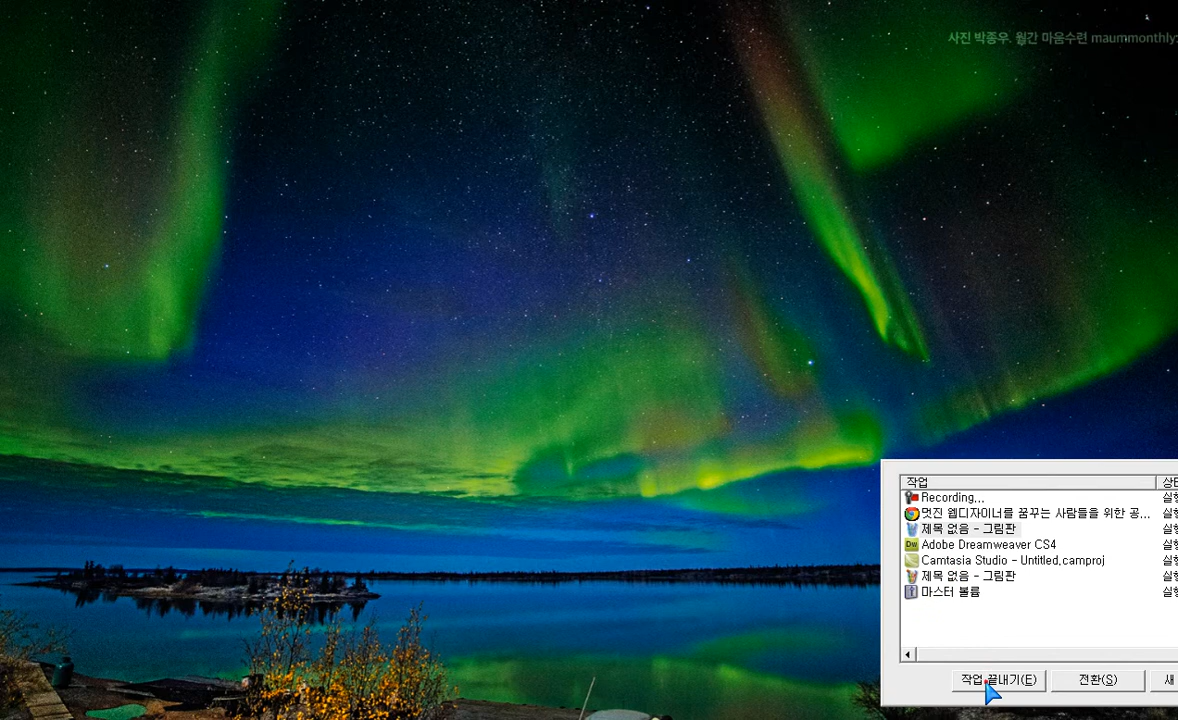 사진 박종우. 월간 마음수련 maummonthly:
작업
Recording...
멋진 웹디자이너를 꿈꾸는 사람들을 위한 공...
제목 없음 - 그림판
Adobe Dreamweaver CS4
Camtasia Studio - Untitled.camproj
제목 없음 - 그림판
마스터 볼륨
작업 끝내기(E) 전환(S) 새